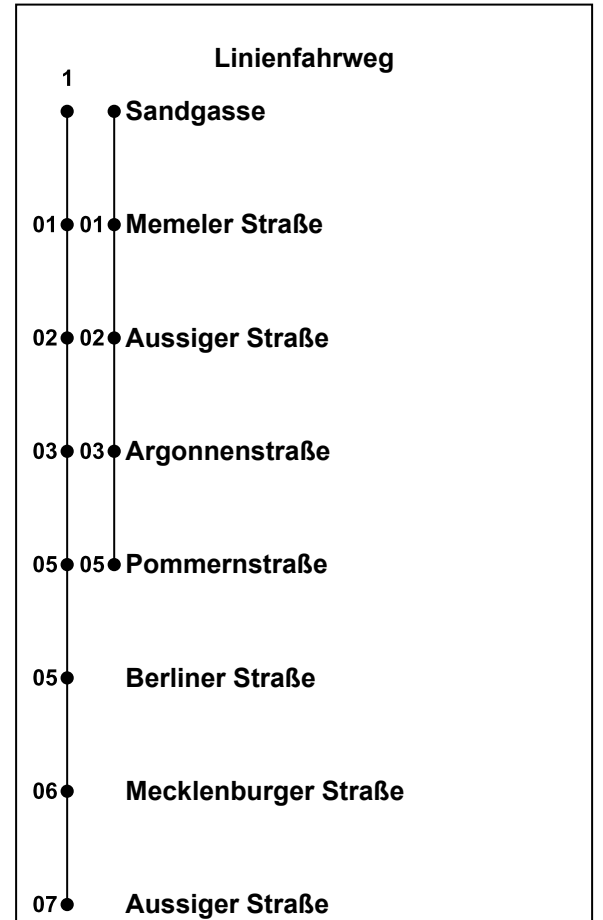 Linienfahrweg
1
Sandgasse
01 01 Memeler Straße
02 02 Aussiger Straße
03 03 Argonnenstraße
05 05 Pommernstraße
05 Berliner Straße
06 Mecklenburger Straße
07 Aussiger Straße